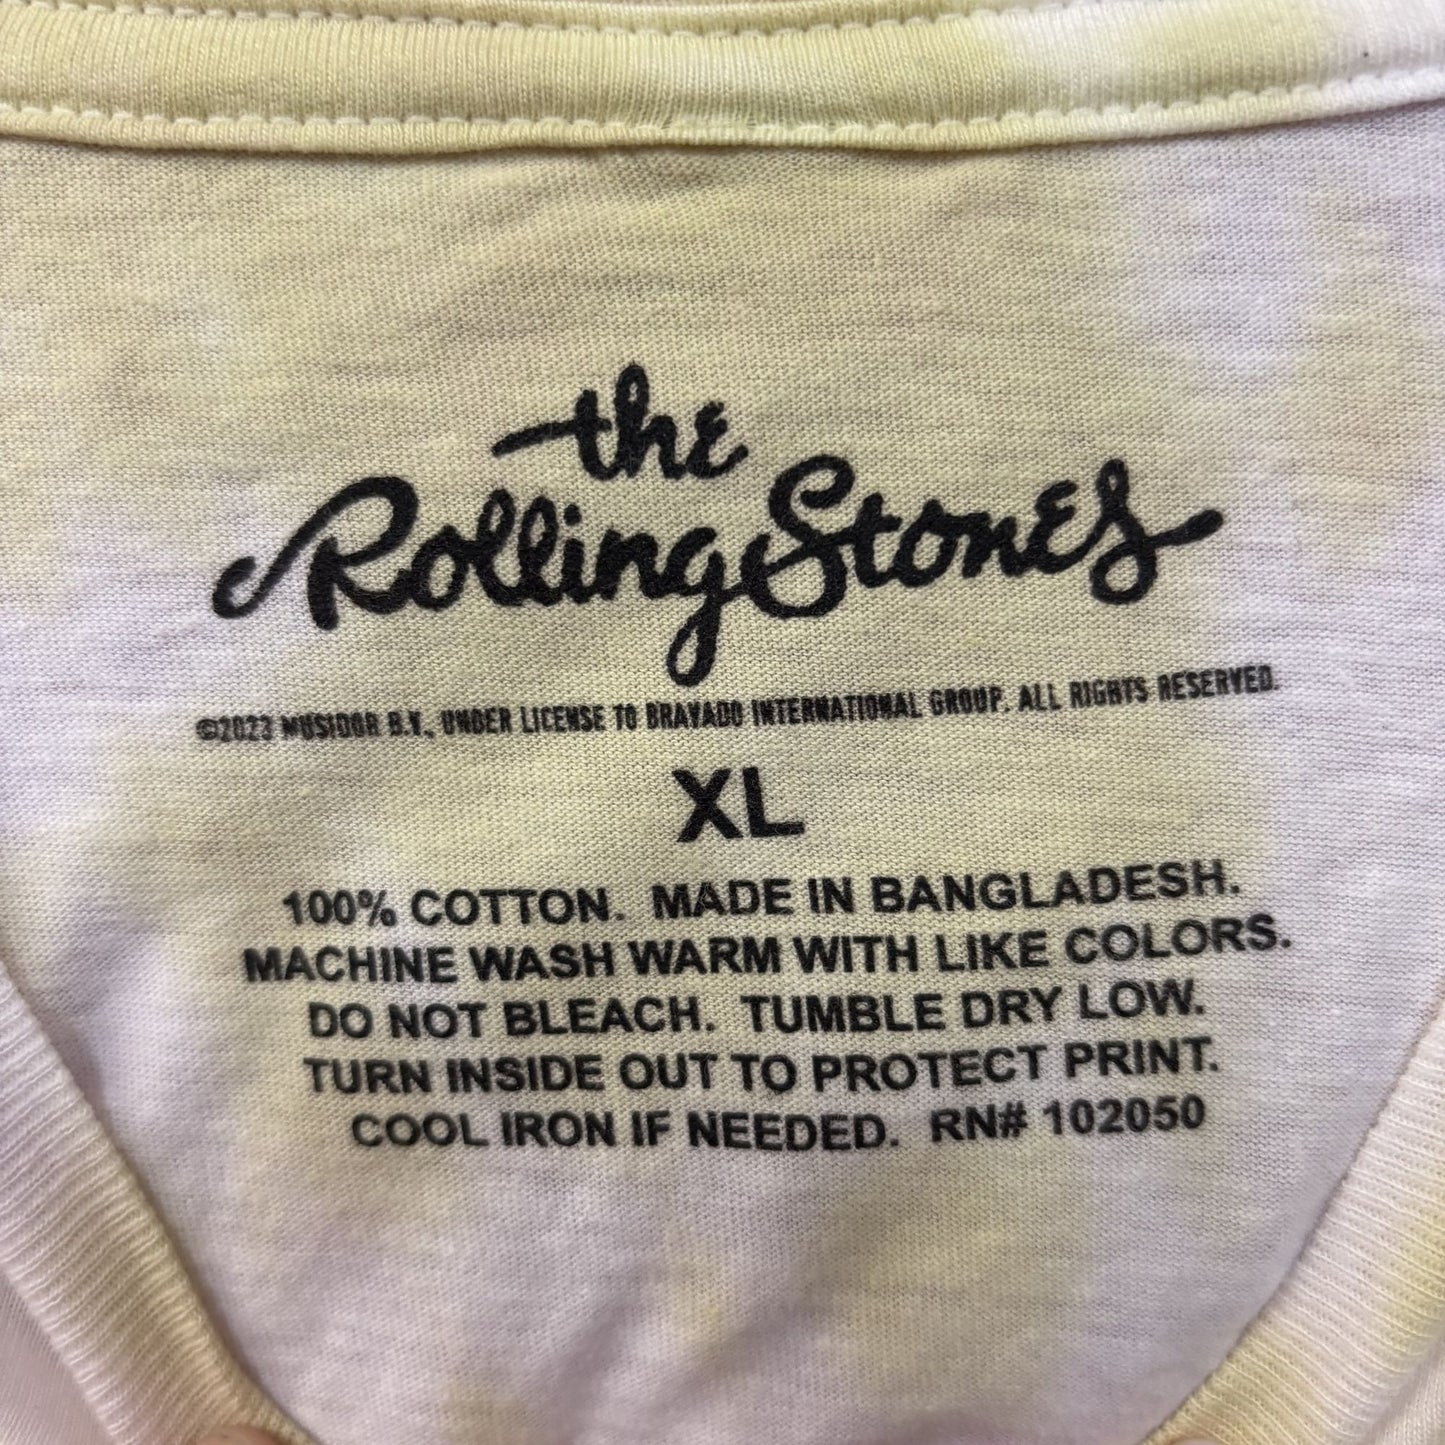 the
Rolling Stones
©2023 MUSIDOR B.V., UNDER LICENSE TO BRAVADO INTERNATIONAL GROUP. ALL RIGHTS RESERVED.
XL
100% COTTON. MADE IN BANGLADESH.
MACHINE WASH WARM WITH LIKE COLORS.
DO NOT BLEACH. TUMBLE DRY LOW.
TURN INSIDE OUT TO PROTECT PRINT.
COOL IRON IF NEEDED. RN# 102050